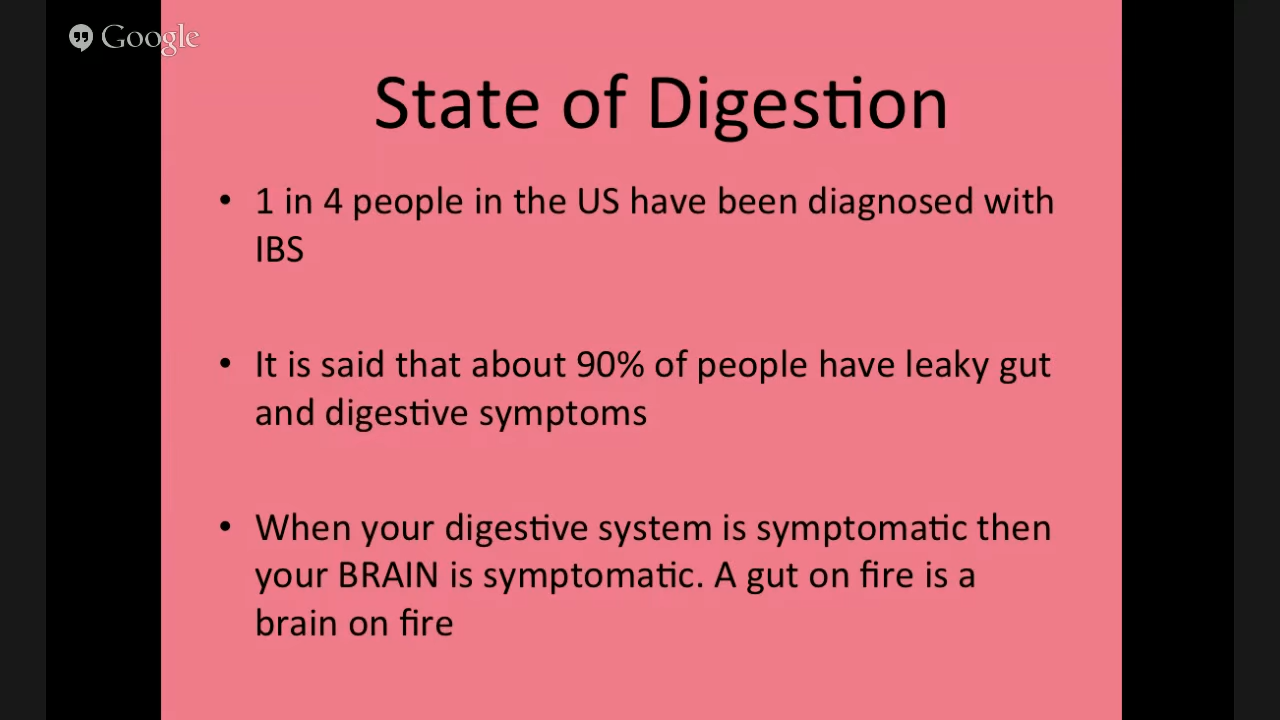 Google
State of Digestion
• 1 in 4 people in the US have been diagnosed with
IBS
• It is said that about 90% of people have leaky gut
and digestive symptoms
• When your digestive system is symptomatic then
your BRAIN is symptomatic. A gut on fire is a
brain on fire